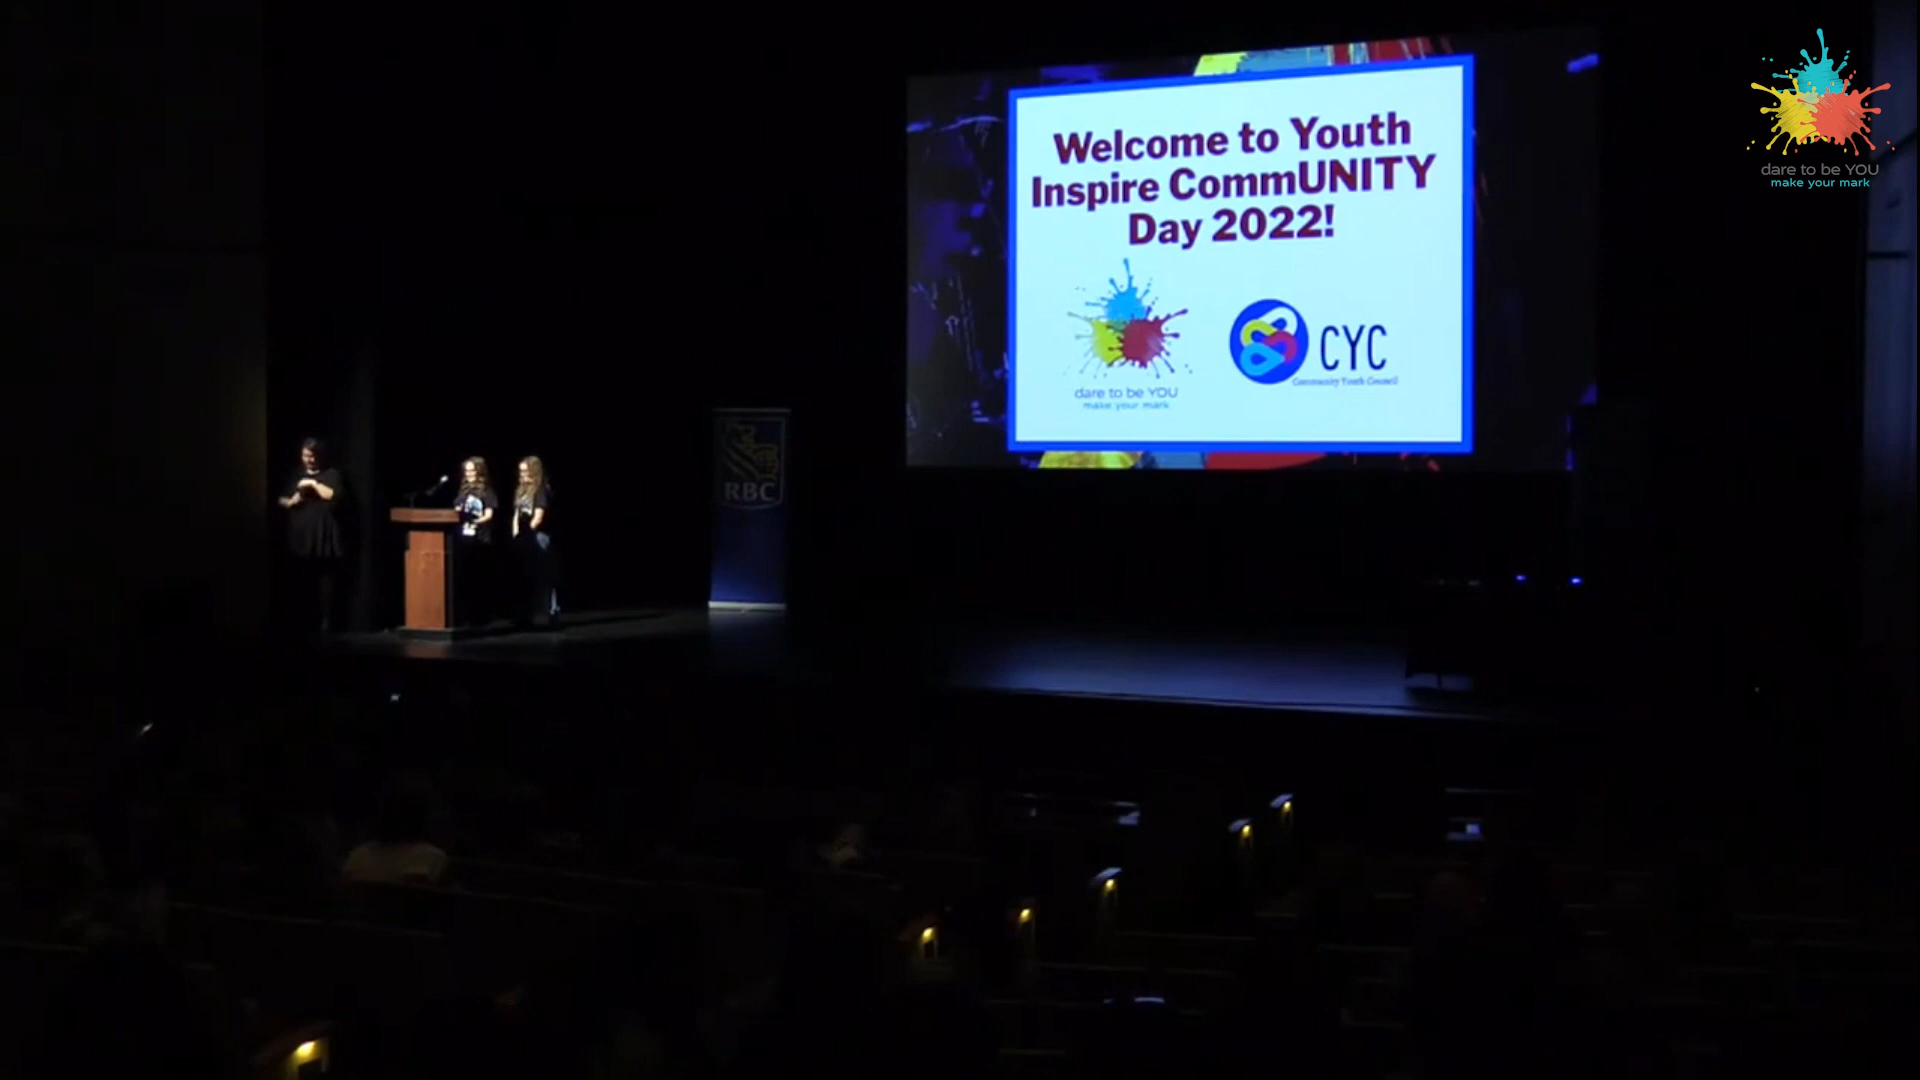 Welcome to Youth
Inspire CommUNITY
Day 2022!
dare to be YOU
make your mark
CYC
Community Youth Council
RBC
dare to be YOU
make your mark